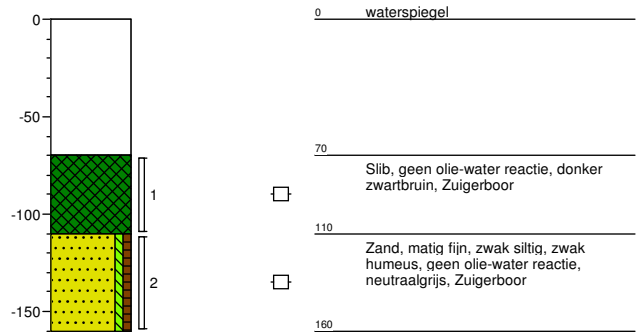 0
-50
-100
-150
1
2
0 waterspiegel
70
Slib, geen olie-water reactie, donker
zwartbruin, Zuigerboor
110
Zand, matig fijn, zwak siltig, zwak
humeus, geen olie-water reactie,
neutraalgrijs, Zuigerboor
160